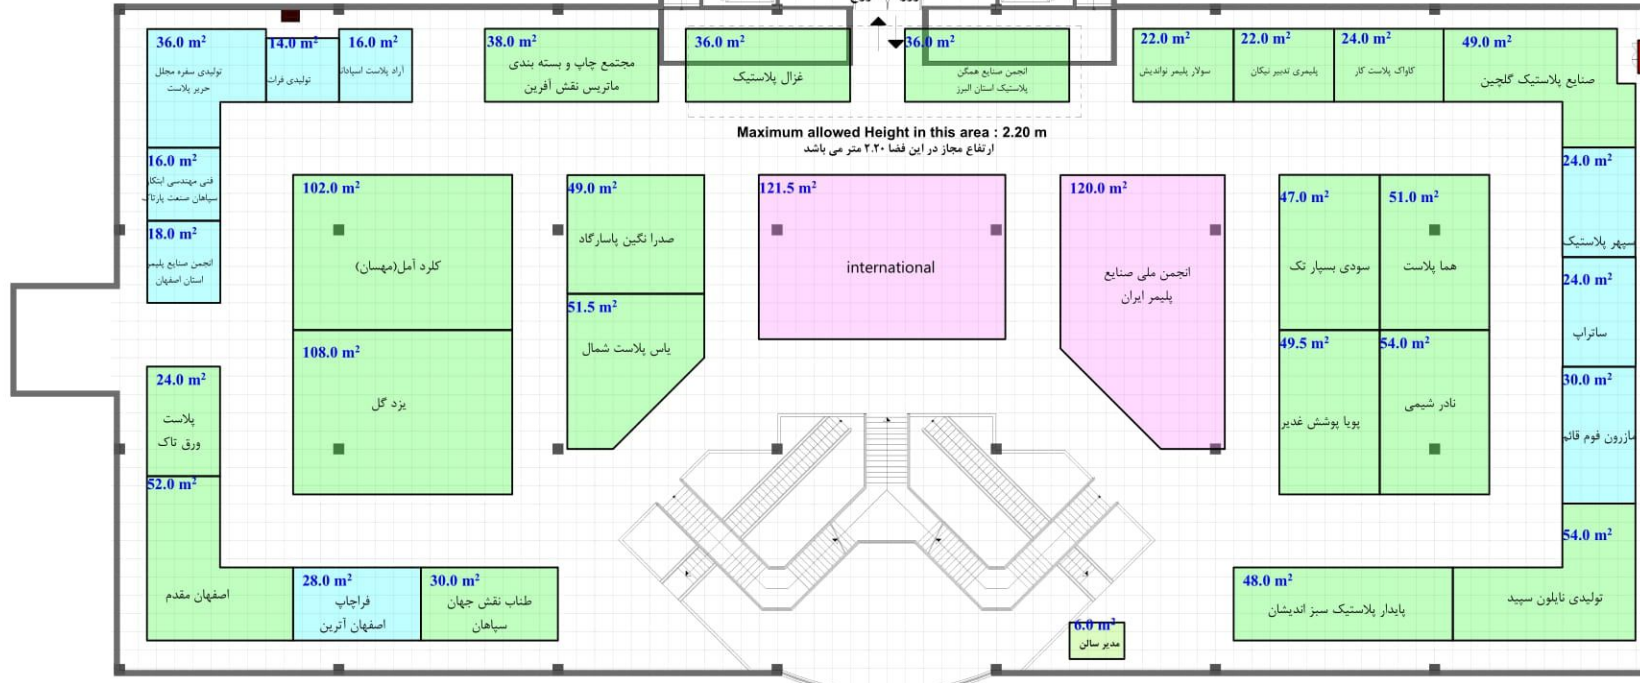 36.0 m²
تولیدی سفره مجلل
حریر پلاست
14.0 m²
تولیدی فرات
16.0 m²
آراد پلاست
38.0 m²
مجتمع چاپ و بسته بندی
ماتریس نقش آفرین
36.0 m²
غزال پلاستیک
36.0 m²
انجمن صنایع همگن
پلاستیک استان البرز
22.0 m²
سولار پلیمر نواندیش
22.0 m²
پلیمری تدبیر نیکان
24.0 m²
کاواک پلاست کار
49.0 m²
صنایع پلاستیک گلچین
Maximum allowed Height in this area : 2.20 m
ارتفاع مجاز در این فضا ۲.۲۰ متر می باشد
16.0 m²
فنی مهندسی ابتکار
سپاهان صنعت پارتاک
18.0 m²
انجمن صنایع پلیمر
استان اصفهان
102.0 m²
کلرد آمل(مهسان)
108.0 m²
یزد گل
49.0 m²
صدرا نگین پاسارگاد
51.5 m²
یاس پلاست شمال
121.5 m²
international
120.0 m²
انجمن ملی صنایع
پلیمر ایران
47.0 m²
سودی بسپار تک
51.0 m²
هما پلاست
49.5 m²
پویا پوشش غدیر
54.0 m²
نادر شیمی
24.0 m²
سپهر پلاستیک
24.0 m²
ساتراپ
30.0 m²
مازرون فوم قائم
54.0 m²
تولیدی نایلون سپید
48.0 m²
پایدار پلاستیک سبز اندیشان
24.0 m²
پلاست
ورق تاک
52.0 m²
اصفهان مقدم
28.0 m²
فراچاپ
اصفهان آترین
30.0 m²
طناب نقش جهان
سپاهان
6.0 m²
مدیر سالن